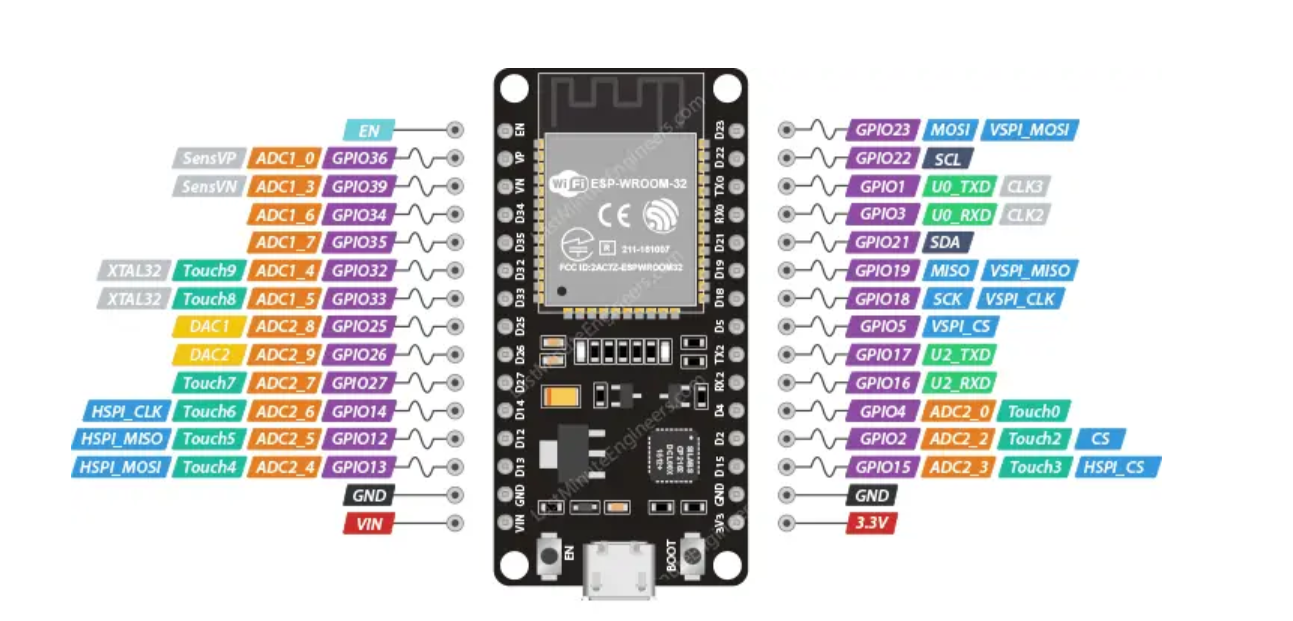 EN
SensVP ADC1_0 GPIO36
SensVN ADC1_3 GPIO39
ADC1_6 GPIO34
ADC1_7 GPIO35
XTAL32 Touch9 ADC1_4 GPIO32
XTAL32 Touch8 ADC1_5 GPIO33
DAC1 ADC2_8 GPIO25
DAC2 ADC2_9 GPIO26
Touch7 ADC2_7 GPIO27
HSPI_CLK Touch6 ADC2_6 GPIO14
HSPI_MISO Touch5 ADC2_5 GPIO12
HSPI_MOSI Touch4 ADC2_4 GPIO13
GND
VIN
EN
VP
VN
D34
D35
D32
D33
D25
D26
D27
D14
D12
D13
GND
VIN
WiFi ESP-WROOM-32
CE
R 211-161007
FCC ID:2AC7Z-ESPWROOM32
LastMinuteEngineers.com
EN
BOOT
D23
D22
TX0
RX0
D21
D19
D18
D5
TX2
RX2
D4
D2
D15
GND
3V3
GPIO23 MOSI VSPI_MOSI
GPIO22 SCL
GPIO1 U0_TXD CLK3
GPIO3 U0_RXD CLK2
GPIO21 SDA
GPIO19 MISO VSPI_MISO
GPIO18 SCK VSPI_CLK
GPIO5 VSPI_CS
GPIO17 U2_TXD
GPIO16 U2_RXD
GPIO4 ADC2_0 Touch0
GPIO2 ADC2_2 Touch2 CS
GPIO15 ADC2_3 Touch3 HSPI_CS
GND
3.3V